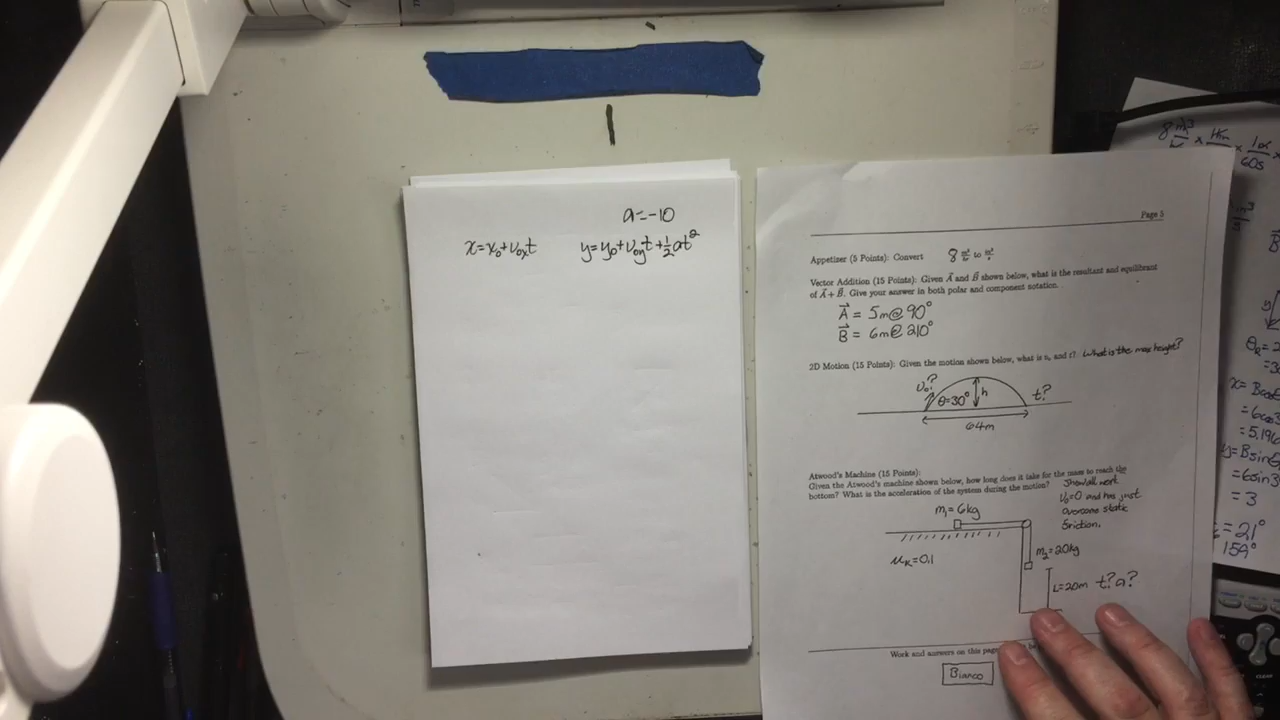 a=-10
x=x₀+v₀ₓt
y=y₀+v₀yt+½at²
Page 5
Appetizer (5 Points): Convert 8 m³/h to m³/s
Vector Addition (15 Points): Given A⃗ and B⃗ shown below, what is the resultant and equilibrant
of A⃗ + B⃗. Give your answer in both polar and component notation.
A⃗ = 5m@90°
B⃗ = 6m@210°
2D Motion (15 Points): Given the motion shown below, what is v₀ and t? What is the max height?
v₀?
θ=30°
h
t?
64m
Atwood's Machine (15 Points):
Given the Atwood's machine shown below, how long does it take for the mass to reach the
bottom? What is the acceleration of the system during the motion?
Show all work
v₀=0 and has just
overcome static
friction.
m₁=6kg
μₖ=0.1
m₂=20kg
L=20m t? a?
Work and answers on this page
Bianco
60s
=5.196
=6sin3
=3
=21°
159°